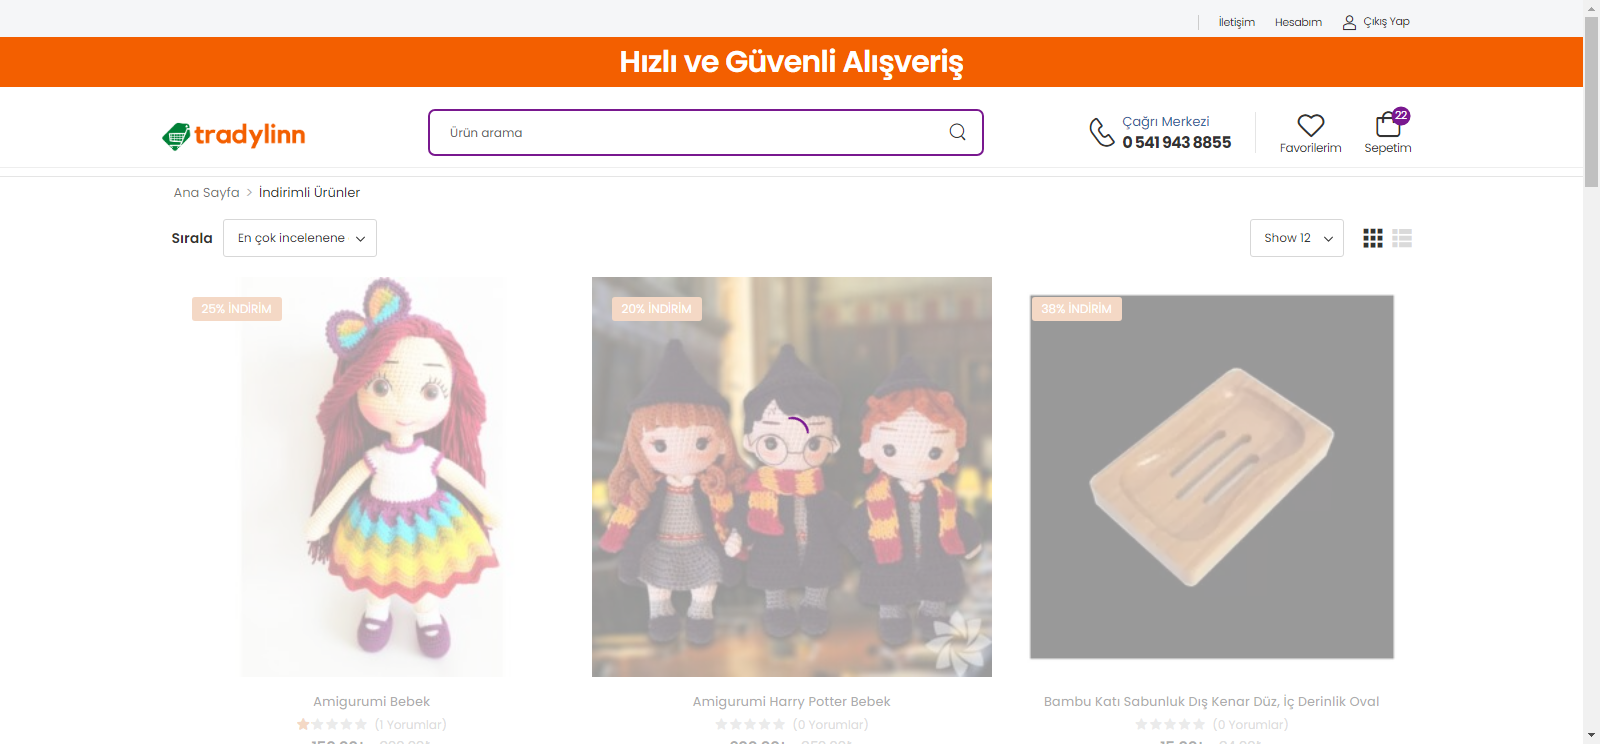 İletişim
Hesabım
Çıkış Yap
Hızlı ve Güvenli Alışveriş
tradylinn
Ürün arama
Çağrı Merkezi
0 541 943 8855
Favorilerim
22
Sepetim
Ana Sayfa > İndirimli Ürünler
Sırala
En çok incelenene
Show 12
25% İNDİRİM
20% İNDİRİM
38% İNDİRİM
Amigurumi Bebek
(1 Yorumlar)
Amigurumi Harry Potter Bebek
(0 Yorumlar)
Bambu Katı Sabunluk Dış Kenar Düz, İç Derinlik Oval
(0 Yorumlar)